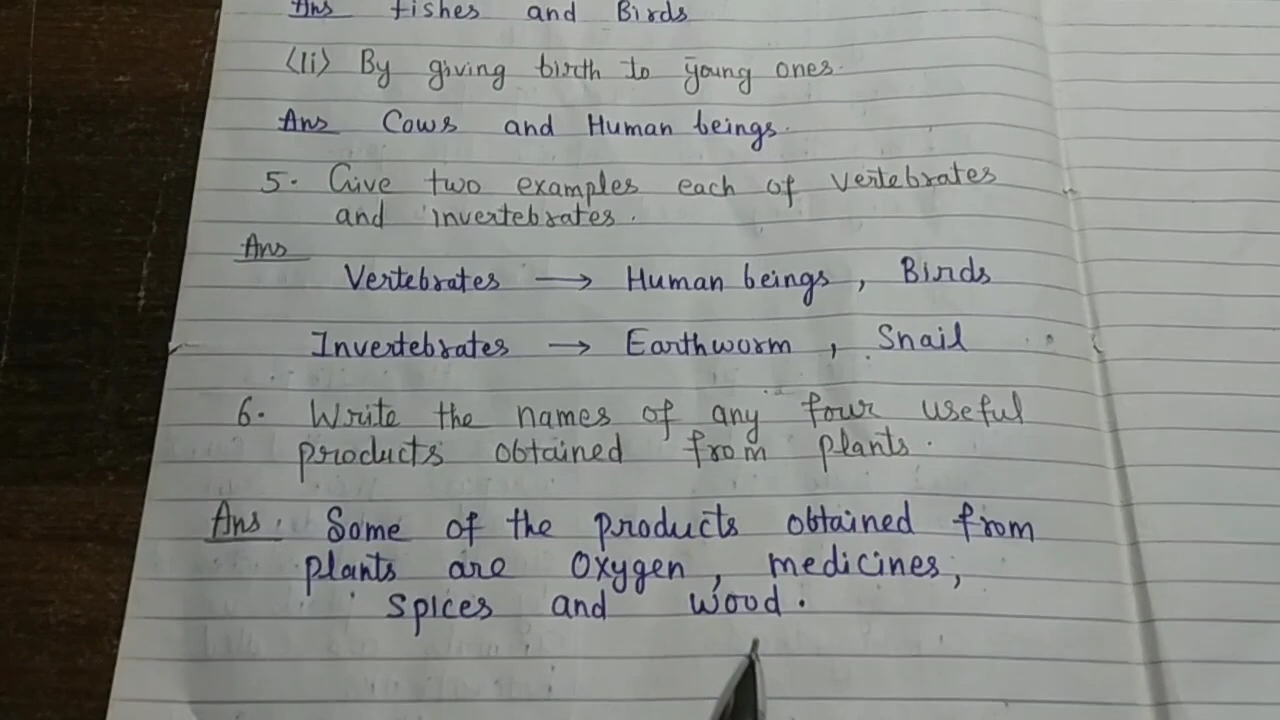 Ans fishes and Birds
(ii) By giving birth to young ones.
Ans Cows and Human beings.
5. Give two examples each of vertebrates
and invertebrates.
Ans
Vertebrates → Human beings, Birds
Invertebrates → Earthworm, Snail
6. Write the names of any four useful
products obtained from plants.
Ans. Some of the products obtained from
plants are Oxygen, medicines,
spices and wood.